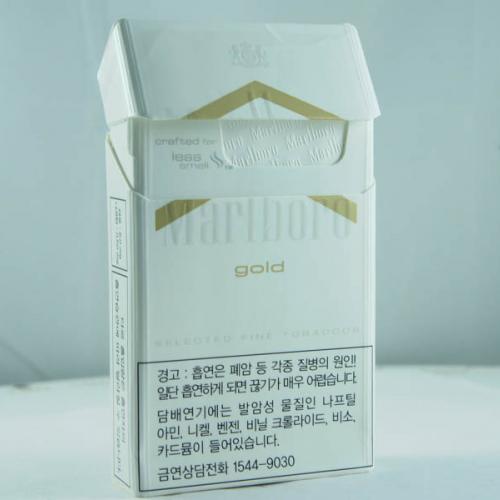 crafted for
less
smell
Marlboro Marlboro
Marlboro
gold
SELECTED FINE TOBACCOS
경고 : 흡연은 폐암 등 각종 질병의 원인!
일단 흡연하게 되면 끊기가 매우 어렵습니다.
담배연기에는 발암성 물질인 나프틸
아민, 니켈, 벤젠, 비닐 크롤라이드, 비소,
카드뮴이 들어있습니다.
금연상담전화 1544-9030